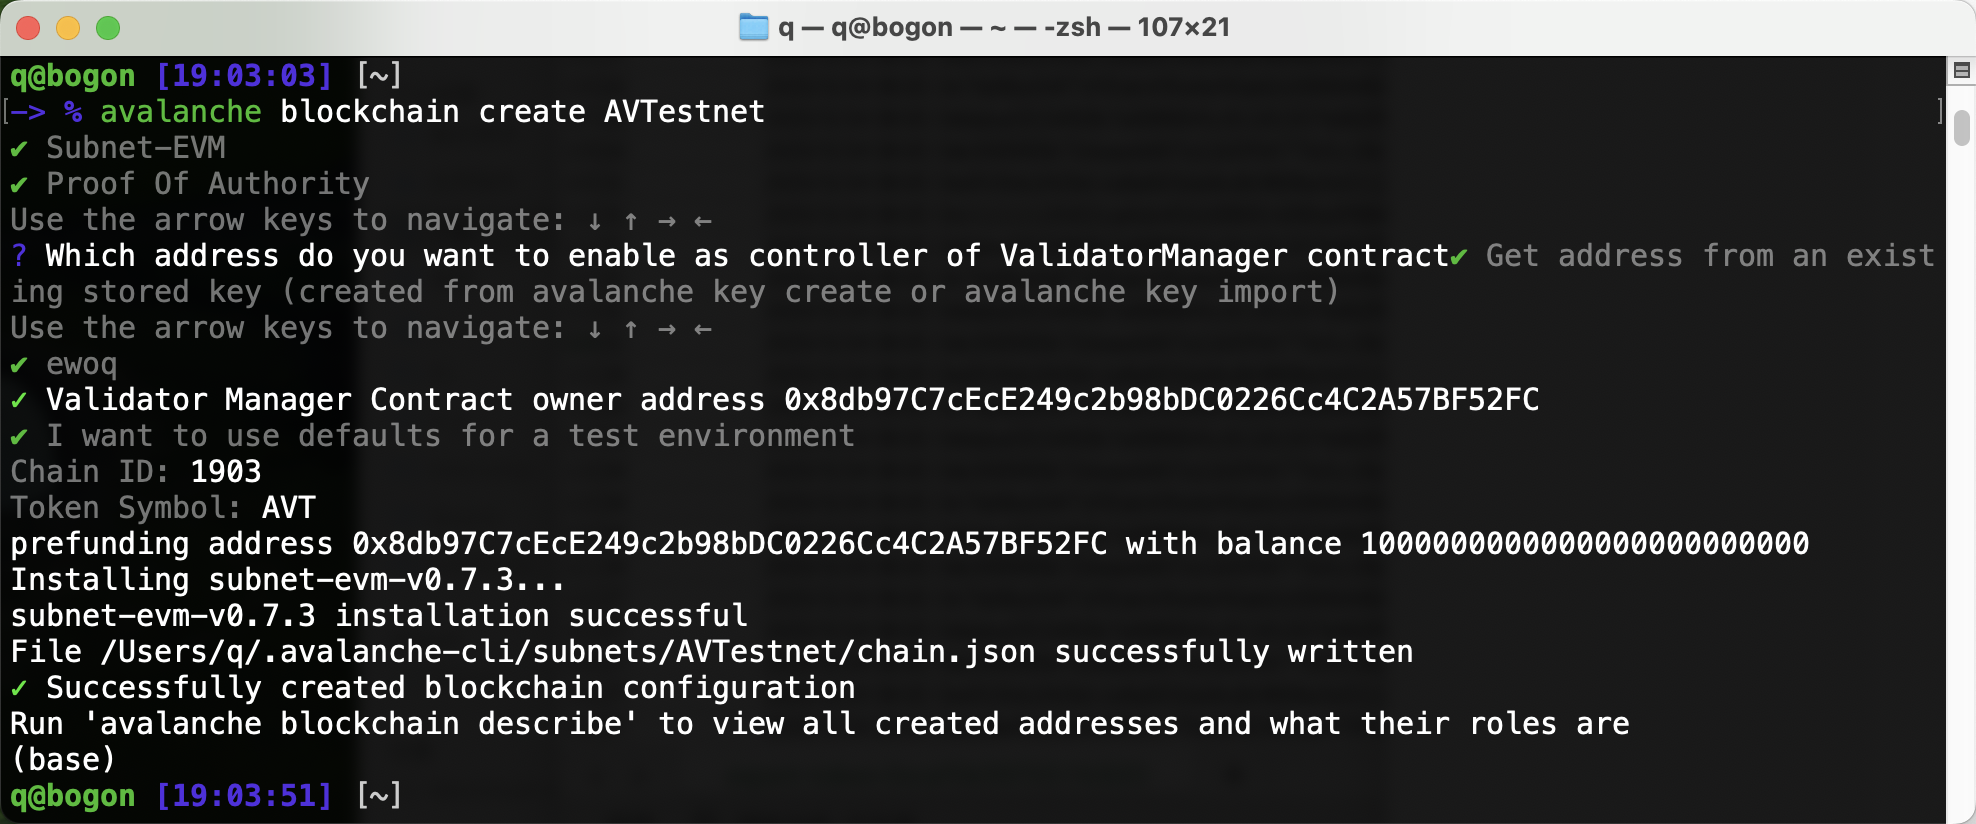 q — q@bogon — ~ — -zsh — 107×21
q@bogon [19:03:03] [~]
[—> % avalanche blockchain create AVTestnet ]
✔ Subnet-EVM
✔ Proof Of Authority
Use the arrow keys to navigate: ↓ ↑ → ←
? Which address do you want to enable as controller of ValidatorManager contract✔ Get address from an exist
ing stored key (created from avalanche key create or avalanche key import)
Use the arrow keys to navigate: ↓ ↑ → ←
✔ ewoq
✓ Validator Manager Contract owner address 0x8db97C7cEcE249c2b98bDC0226Cc4C2A57BF52FC
✔ I want to use defaults for a test environment
Chain ID: 1903
Token Symbol: AVT
prefunding address 0x8db97C7cEcE249c2b98bDC0226Cc4C2A57BF52FC with balance 1000000000000000000000000
Installing subnet-evm-v0.7.3...
subnet-evm-v0.7.3 installation successful
File /Users/q/.avalanche-cli/subnets/AVTestnet/chain.json successfully written
✓ Successfully created blockchain configuration
Run 'avalanche blockchain describe' to view all created addresses and what their roles are
(base)
q@bogon [19:03:51] [~]